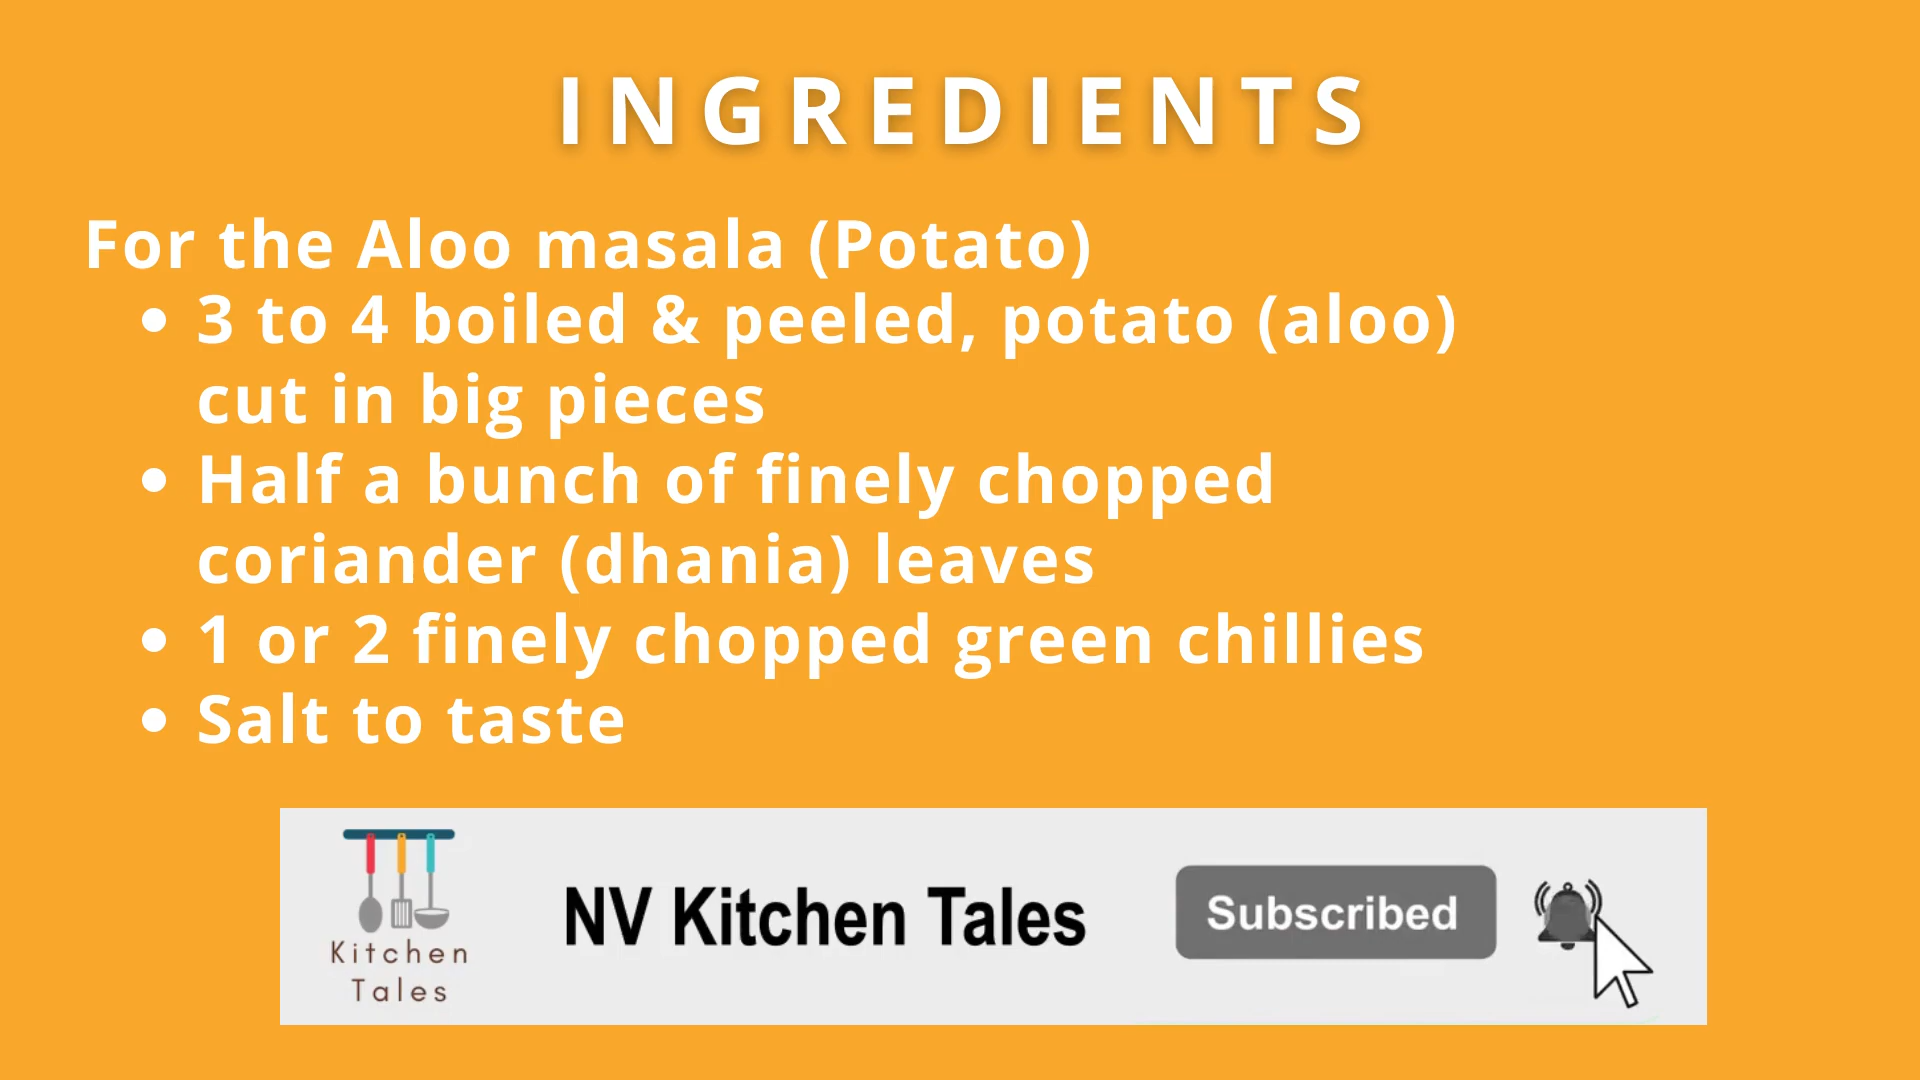 INGREDIENTS
For the Aloo masala (Potato)
• 3 to 4 boiled & peeled, potato (aloo)
cut in big pieces
• Half a bunch of finely chopped
coriander (dhania) leaves
• 1 or 2 finely chopped green chillies
• Salt to taste
Kitchen
Tales
NV Kitchen Tales
Subscribed